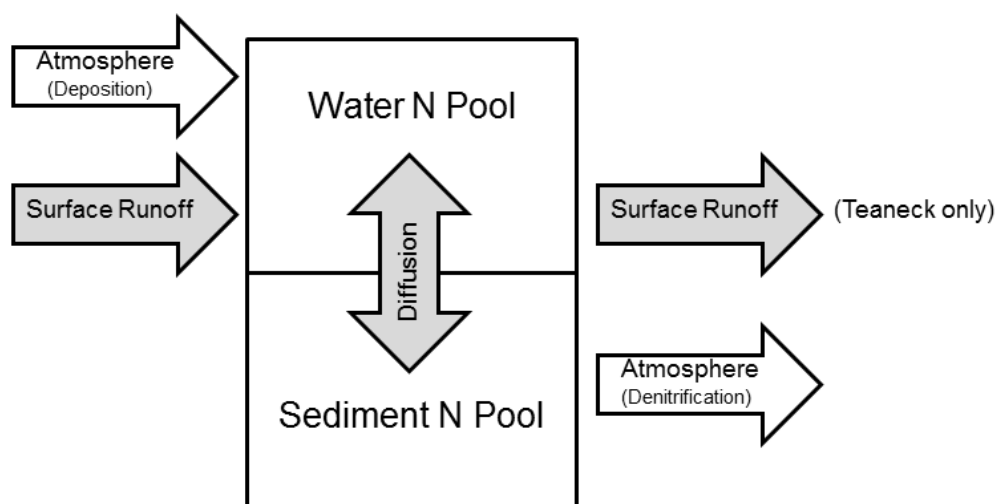 Atmosphere
(Deposition)
Water N Pool
Surface Runoff
Diffusion
Surface Runoff
(Teaneck only)
Sediment N Pool
Atmosphere
(Denitrification)